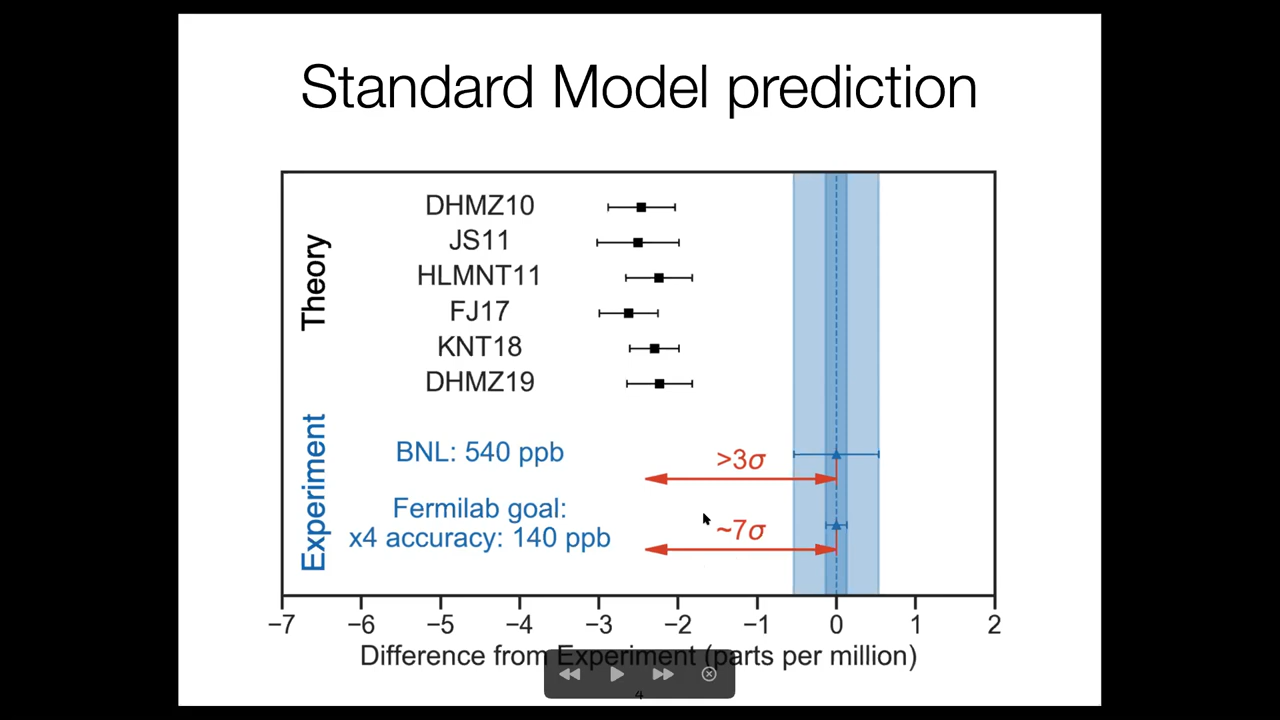 Standard Model prediction
Theory
DHMZ10
JS11
HLMNT11
FJ17
KNT18
DHMZ19
Experiment
BNL: 540 ppb
>3σ
Fermilab goal:
x4 accuracy: 140 ppb
~7σ
−7 −6 −5 −4 −3 −2 −1 0 1 2
Difference from Experiment (parts per million)
4